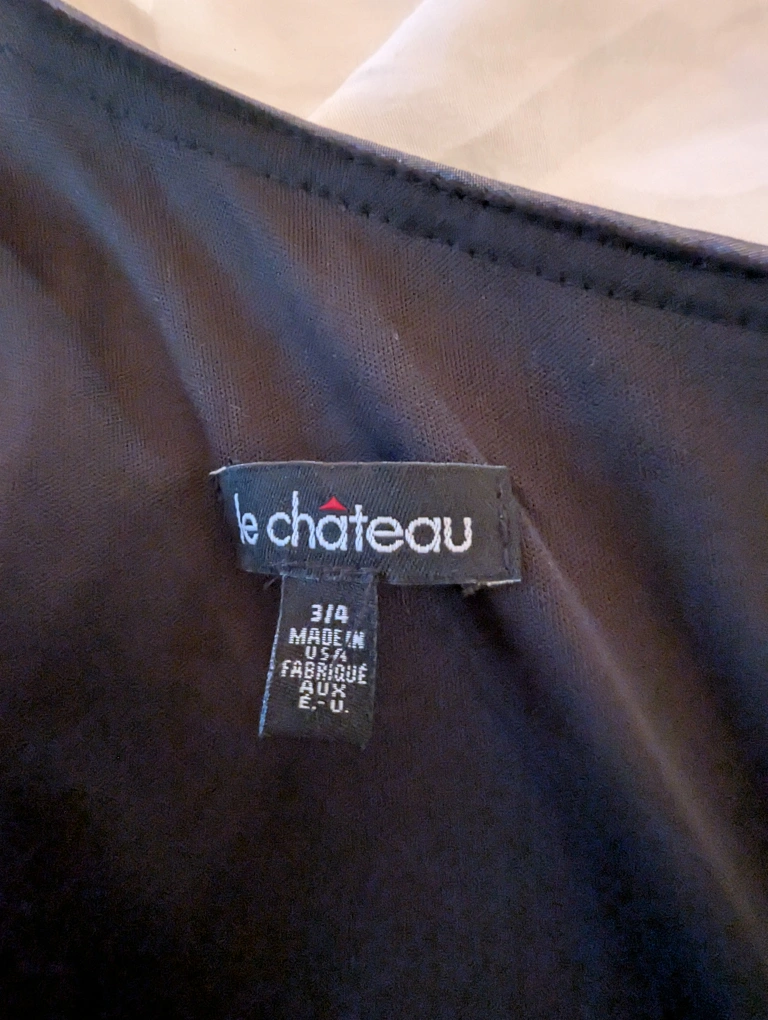 le château
3/4
MADE IN
USA
FABRIQUÉ
AUX
É.-U.